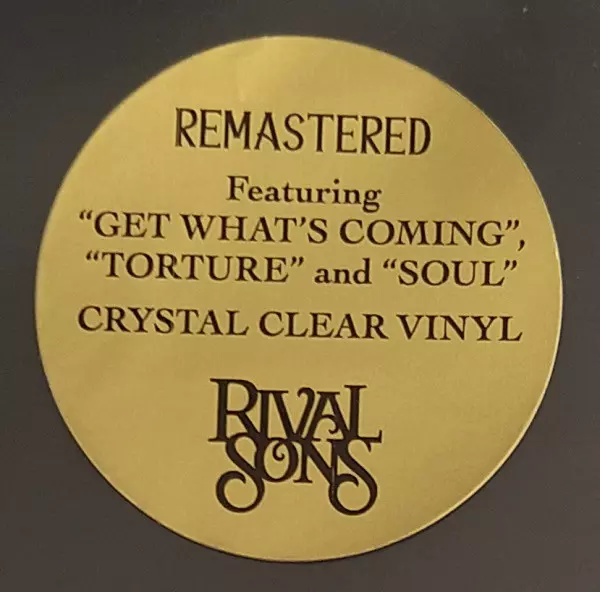 REMASTERED
Featuring
“GET WHAT’S COMING”,
“TORTURE” and “SOUL”
CRYSTAL CLEAR VINYL
RIVAL
SONS